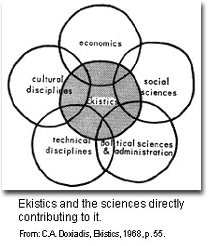 economics
cultural
disciplines
social
sciences
Ekistics
technical
disciplines
political sciences
& administration
Ekistics and the sciences directly
contributing to it.
From: C.A. Doxiadis, Ekistics, 1968, p. 55.